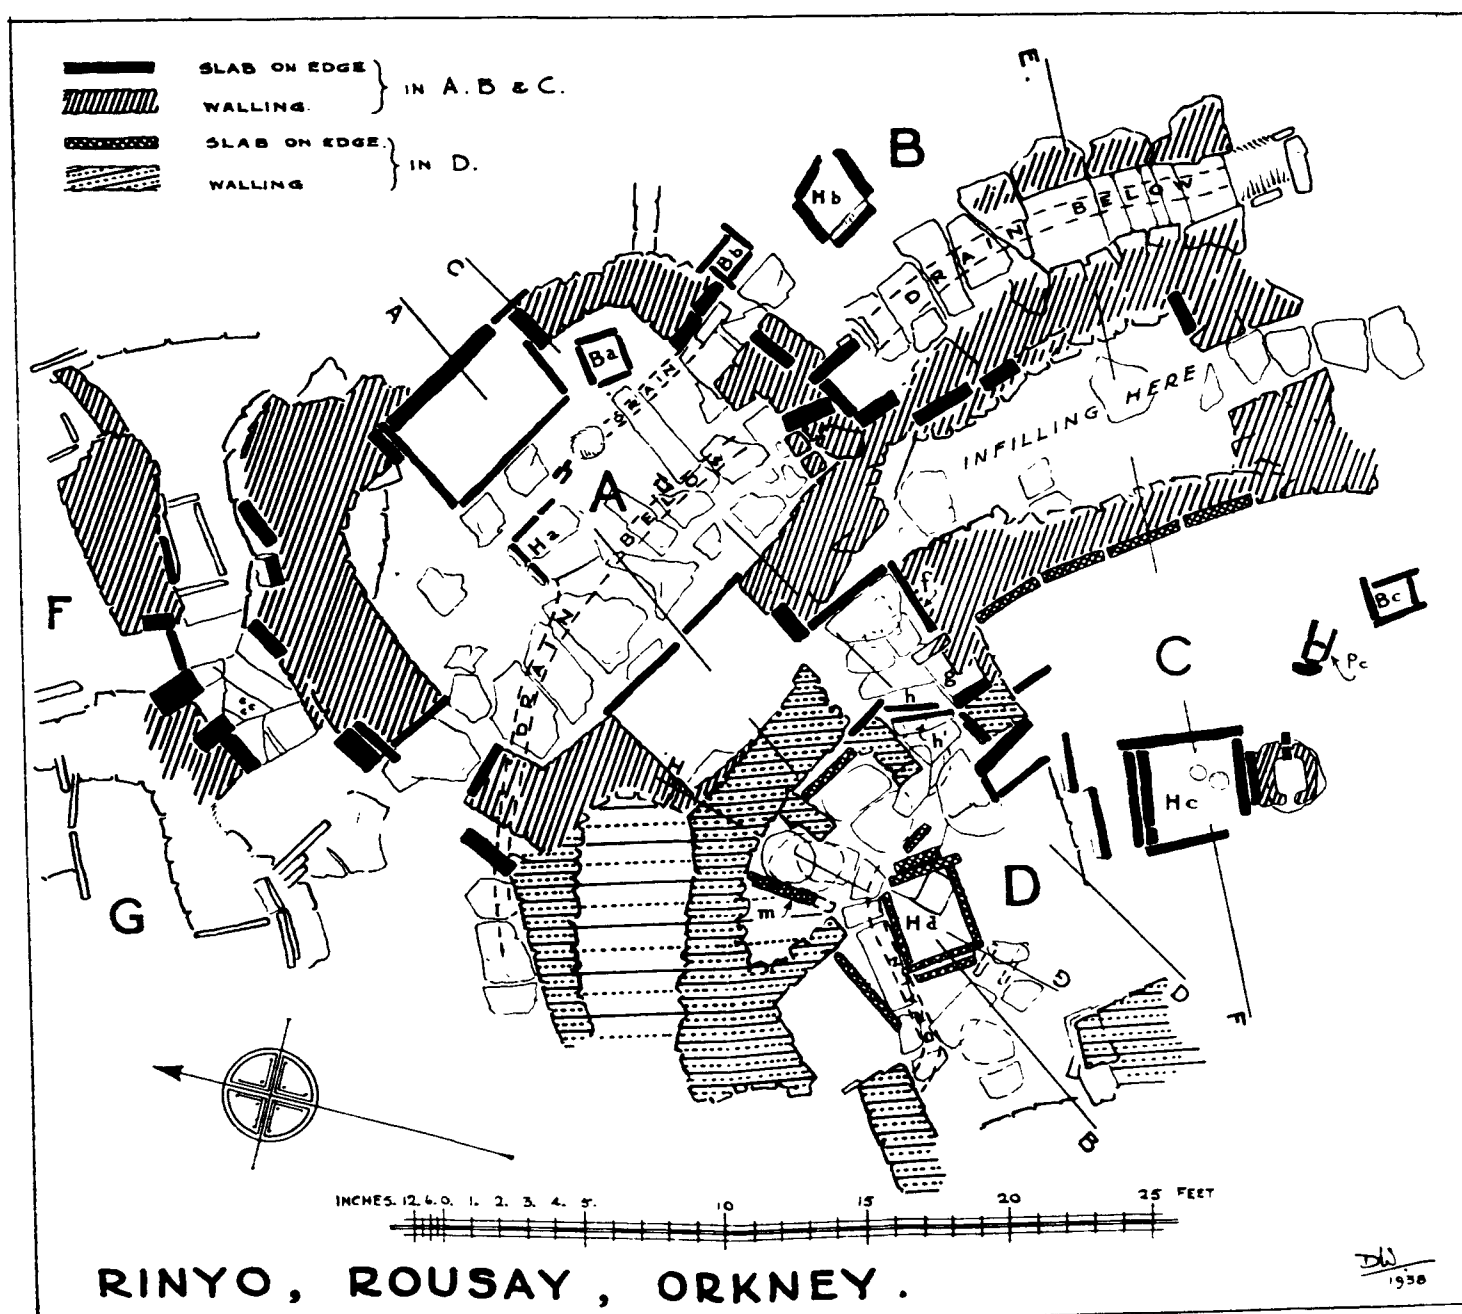 SLAB ON EDGE
WALLING.
IN A. B & C.
SLAB ON EDGE.
WALLING
IN D.
E.
B
Hb
Bb
C
A
Ba
DRAIN BELOW
DRAIN
INFILLING HERE
A
Ha
BELOW
DRAIN
F
f
g
h
h'
H
Bc
C
Pc
Hc
G
m
D
Hd
G
D
F
B
INCHES. 12. 6. 0. 1. 2. 3. 4. 5. 10 15 20 25 FEET
RINYO, ROUSAY, ORKNEY.
DW
1938